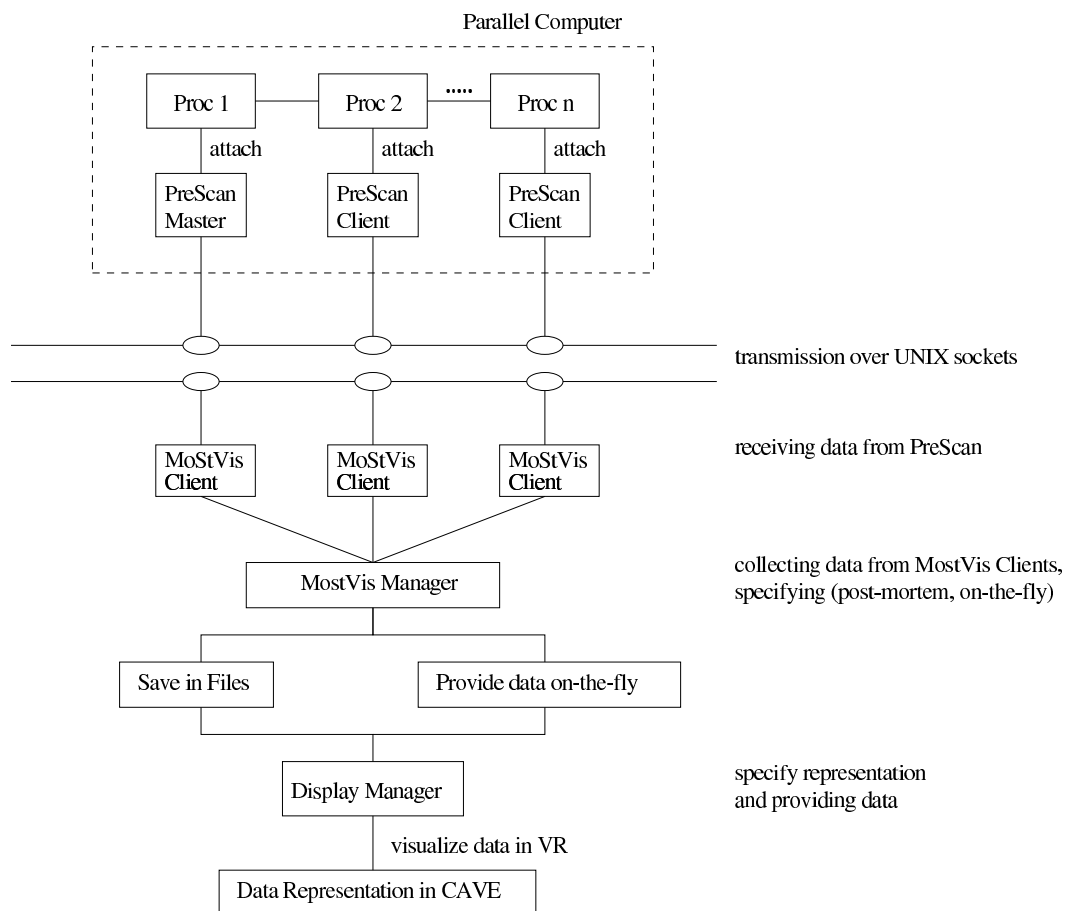 Parallel Computer
Proc 1
Proc 2
.....
Proc n
attach
attach
attach
PreScan
Master
PreScan
Client
PreScan
Client
transmission over UNIX sockets
MoStVis
Client
MoStVis
Client
MoStVis
Client
receiving data from PreScan
MostVis Manager
collecting data from MostVis Clients,
specifying (post-mortem, on-the-fly)
Save in Files
Provide data on-the-fly
Display Manager
specify representation
and providing data
visualize data in VR
Data Representation in CAVE